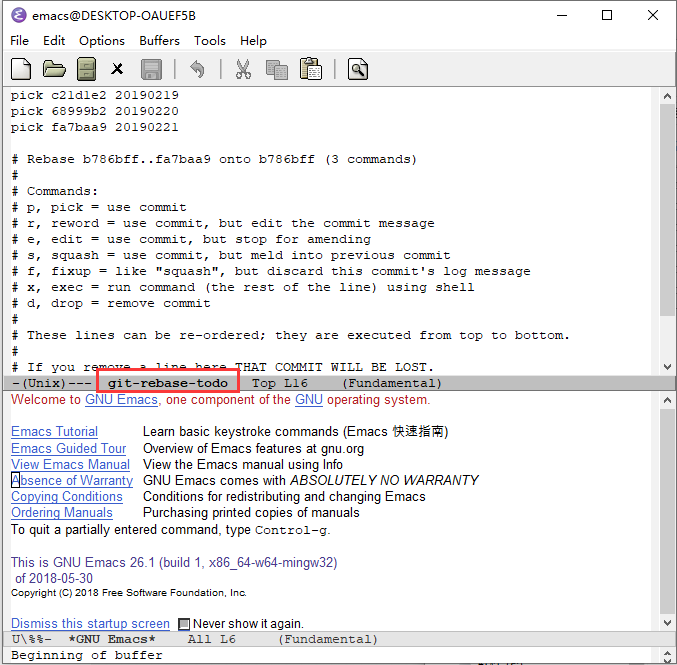 emacs@DESKTOP-OAUEF5B
File Edit Options Buffers Tools Help
pick c21d1e2 20190219
pick 68999b2 20190220
pick fa7baa9 20190221
# Rebase b786bff..fa7baa9 onto b786bff (3 commands)
#
# Commands:
# p, pick = use commit
# r, reword = use commit, but edit the commit message
# e, edit = use commit, but stop for amending
# s, squash = use commit, but meld into previous commit
# f, fixup = like "squash", but discard this commit's log message
# x, exec = run command (the rest of the line) using shell
# d, drop = remove commit
#
# These lines can be re-ordered; they are executed from top to bottom.
#
# If you remove a line here THAT COMMIT WILL BE LOST.
-(Unix)--- git-rebase-todo Top L16 (Fundamental)
Welcome to GNU Emacs, one component of the GNU operating system.
Emacs Tutorial Learn basic keystroke commands (Emacs 快速指南)
Emacs Guided Tour Overview of Emacs features at gnu.org
View Emacs Manual View the Emacs manual using Info
Absence of Warranty GNU Emacs comes with ABSOLUTELY NO WARRANTY
Copying Conditions Conditions for redistributing and changing Emacs
Ordering Manuals Purchasing printed copies of manuals
To quit a partially entered command, type Control-g.
This is GNU Emacs 26.1 (build 1, x86_64-w64-mingw32)
of 2018-05-30
Copyright (C) 2018 Free Software Foundation, Inc.
Dismiss this startup screen Never show it again.
U\%%- *GNU Emacs* All L6 (Fundamental)
Beginning of buffer